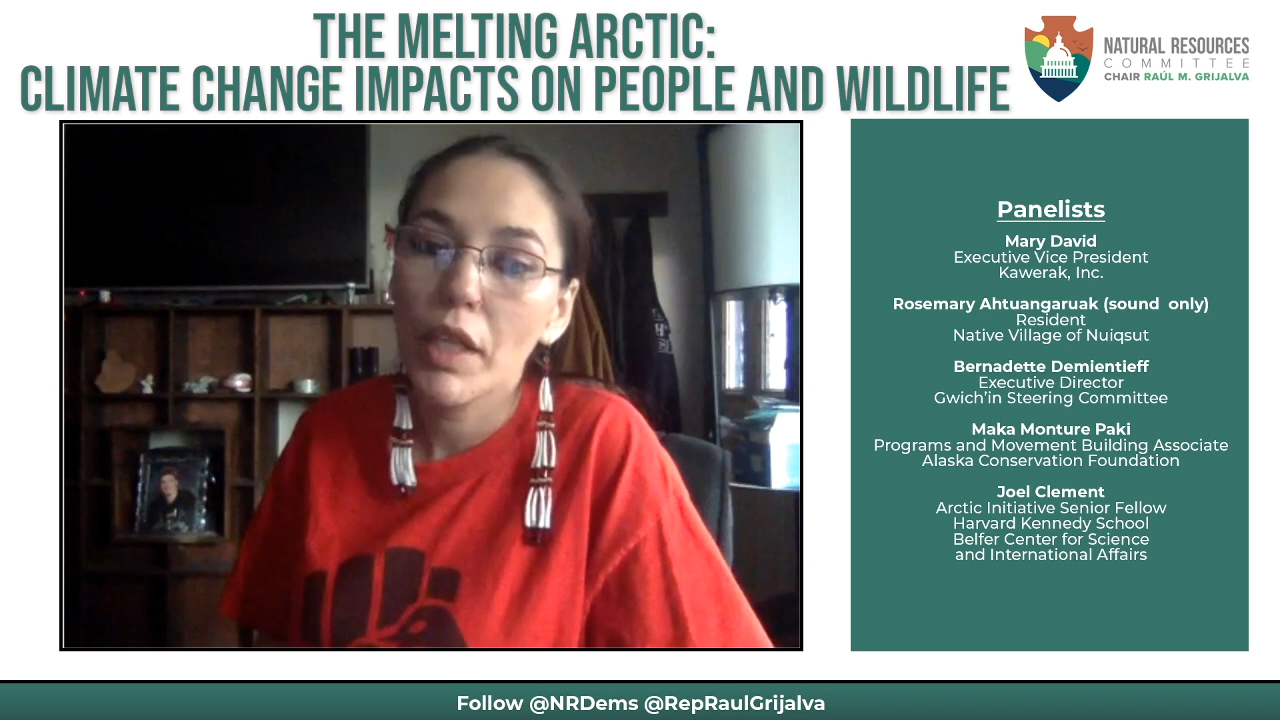 THE MELTING ARCTIC:
CLIMATE CHANGE IMPACTS ON PEOPLE AND WILDLIFE
NATURAL RESOURCES
COMMITTEE
CHAIR RAÚL M. GRIJALVA
Panelists
Mary David
Executive Vice President
Kawerak, Inc.
Rosemary Ahtuangaruak (sound only)
Resident
Native Village of Nuiqsut
Bernadette Demientieff
Executive Director
Gwich'in Steering Committee
Maka Monture Paki
Programs and Movement Building Associate
Alaska Conservation Foundation
Joel Clement
Arctic Initiative Senior Fellow
Harvard Kennedy School
Belfer Center for Science
and International Affairs
Follow @NRDems @RepRaulGrijalva